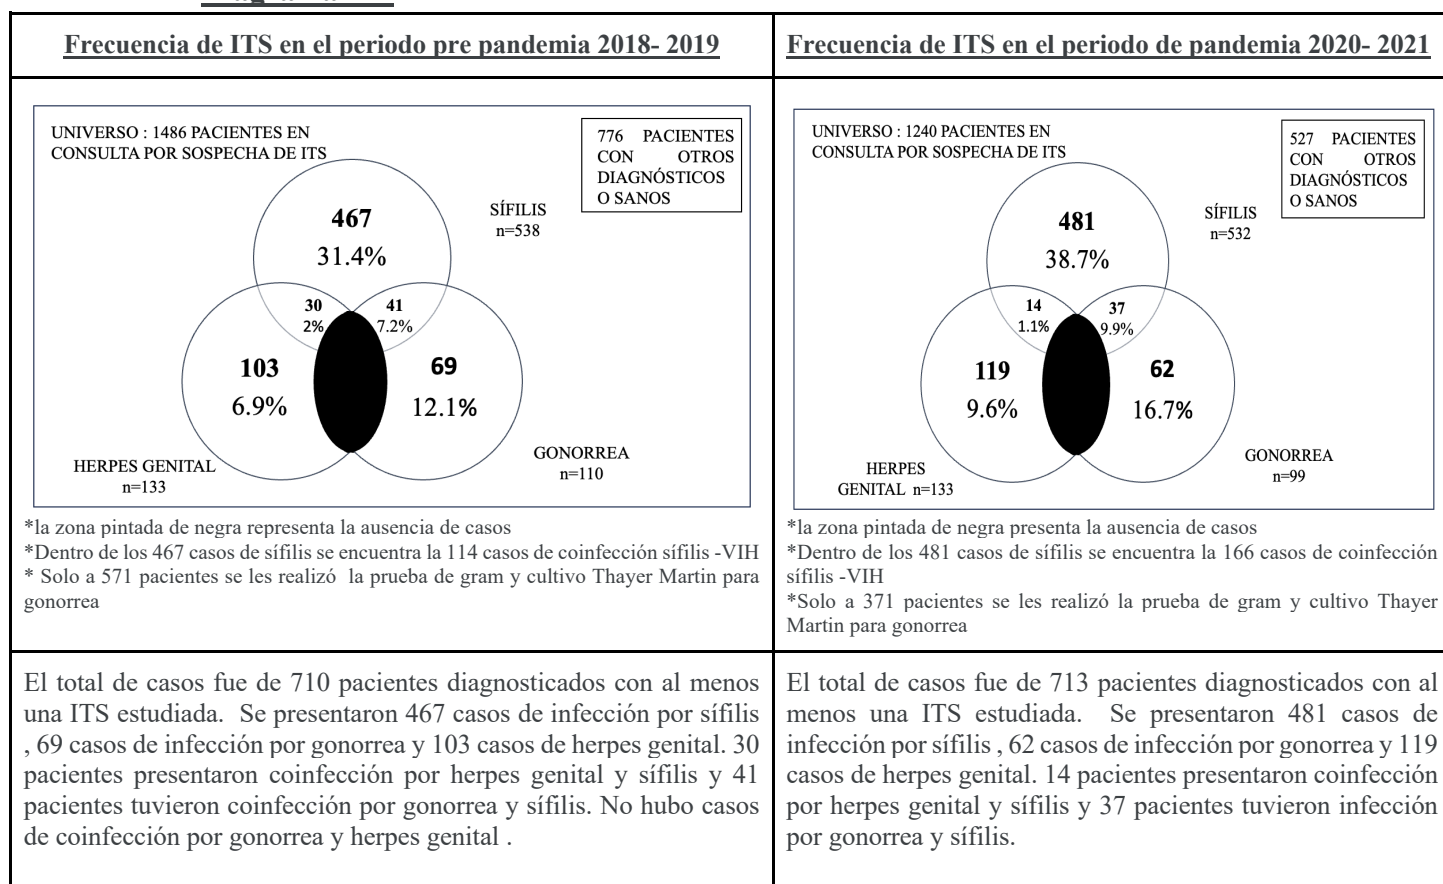 Frecuencia de ITS en el periodo pre pandemia 2018- 2019
UNIVERSO : 1486 PACIENTES EN
CONSULTA POR SOSPECHA DE ITS
776 PACIENTES
CON OTROS
DIAGNÓSTICOS
O SANOS
SÍFILIS
n=538
467
31.4%
30
2%
41
7.2%
103
6.9%
69
12.1%
HERPES GENITAL
n=133
GONORREA
n=110
*la zona pintada de negra representa la ausencia de casos
*Dentro de los 467 casos de sífilis se encuentra la 114 casos de coinfección sífilis -VIH
* Solo a 571 pacientes se les realizó la prueba de gram y cultivo Thayer Martin para
gonorrea
El total de casos fue de 710 pacientes diagnosticados con al menos
una ITS estudiada. Se presentaron 467 casos de infección por sífilis
, 69 casos de infección por gonorrea y 103 casos de herpes genital. 30
pacientes presentaron coinfección por herpes genital y sífilis y 41
pacientes tuvieron coinfección por gonorrea y sífilis. No hubo casos
de coinfección por gonorrea y herpes genital .
Frecuencia de ITS en el periodo de pandemia 2020- 2021
UNIVERSO : 1240 PACIENTES EN
CONSULTA POR SOSPECHA DE ITS
527 PACIENTES
CON OTROS
DIAGNÓSTICOS
O SANOS
SÍFILIS
n=532
481
38.7%
14
1.1%
37
9.9%
119
9.6%
62
16.7%
HERPES
GENITAL n=133
GONORREA
n=99
*la zona pintada de negra presenta la ausencia de casos
*Dentro de los 481 casos de sífilis se encuentra la 166 casos de coinfección
sífilis -VIH
*Solo a 371 pacientes se les realizó la prueba de gram y cultivo Thayer
Martin para gonorrea
El total de casos fue de 713 pacientes diagnosticados con al
menos una ITS estudiada. Se presentaron 481 casos de
infección por sífilis , 62 casos de infección por gonorrea y 119
casos de herpes genital. 14 pacientes presentaron coinfección
por herpes genital y sífilis y 37 pacientes tuvieron infección
por gonorrea y sífilis.